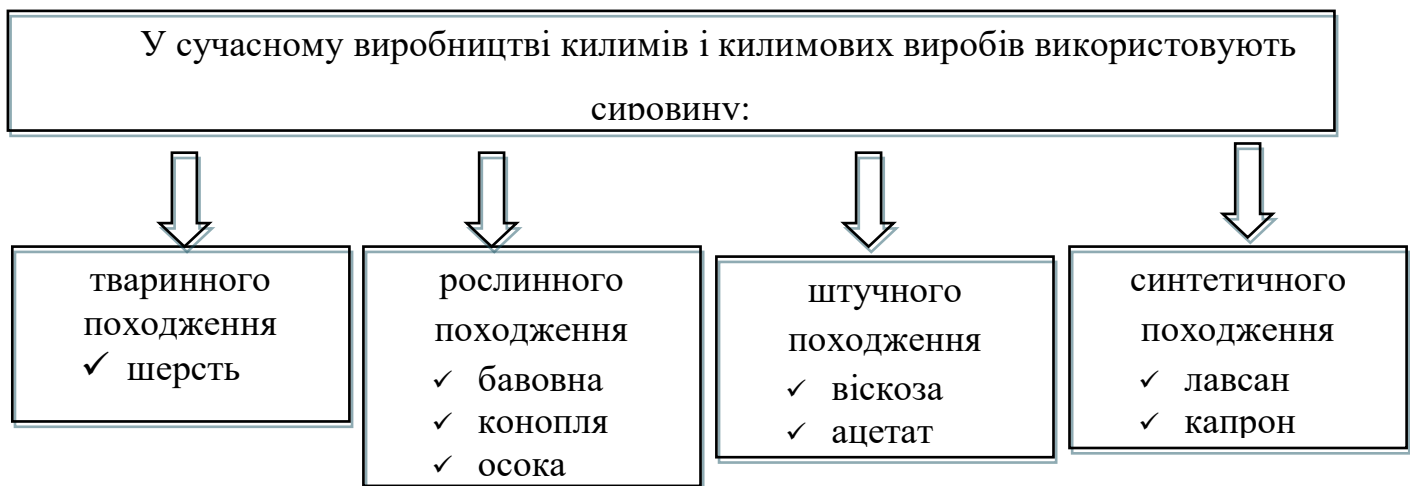 У сучасному виробництві килимів і килимових виробів використовують
сировину:
тваринного
походження
✓ шерсть
рослинного
походження
✓ бавовна
✓ конопля
✓ осока
штучного
походження
✓ віскоза
✓ ацетат
синтетичного
походження
✓ лавсан
✓ капрон